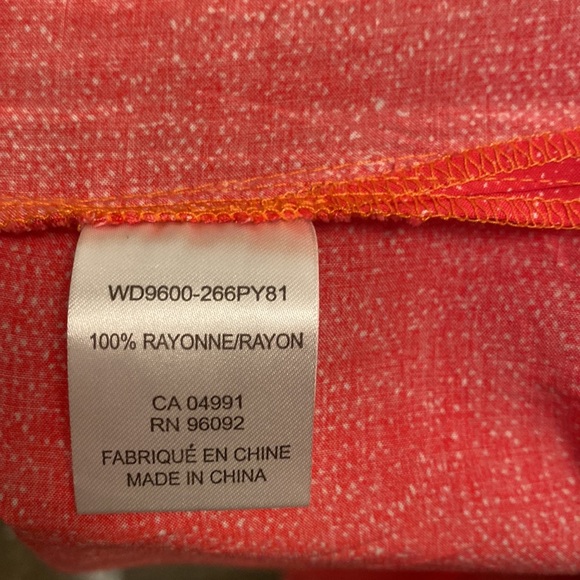 WD9600-266PY81
100% RAYONNE/RAYON
CA 04991
RN 96092
FABRIQUÉ EN CHINE
MADE IN CHINA